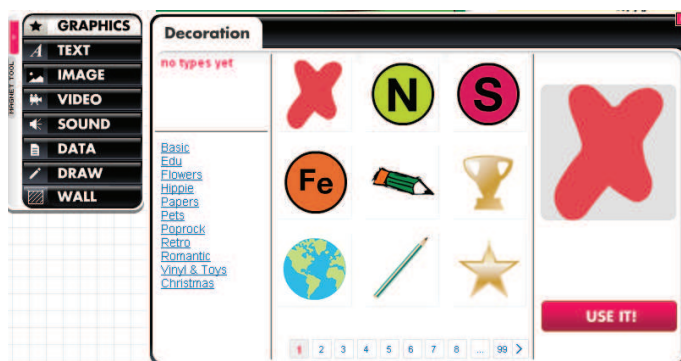 GRAPHICS
TEXT
IMAGE
VIDEO
SOUND
DATA
DRAW
WALL
MAGNET TOOL
Decoration
no types yet
Basic
Edu
Flowers
Hippie
Papers
Pets
Poprock
Retro
Romantic
Vinyl & Toys
Christmas
N
S
Fe
1 2 3 4 5 6 7 8 ... 99 >
USE IT!